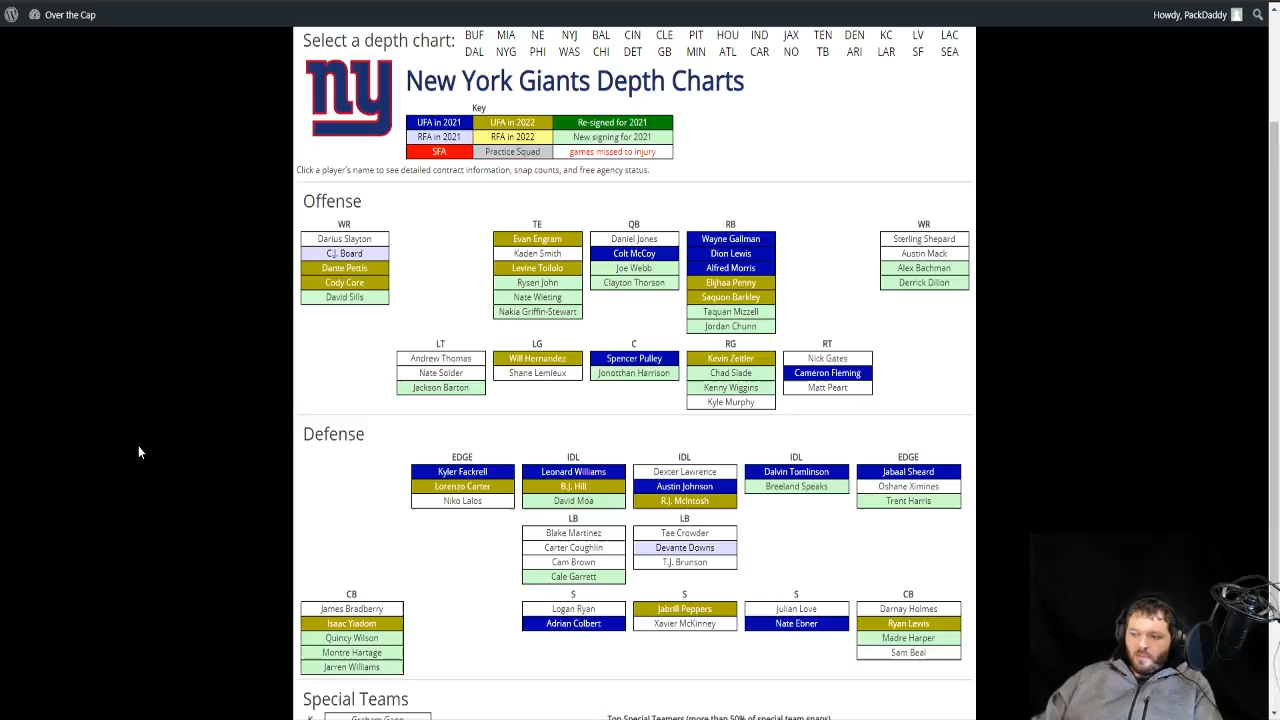 Over the Cap
Howdy, PackDaddy
Select a depth chart:
BUF MIA NE NYJ BAL CIN CLE PIT HOU IND JAX TEN DEN KC LV LAC
DAL NYG PHI WAS CHI DET GB MIN ATL CAR NO TB ARI LAR SF SEA
ny
New York Giants Depth Charts
Key
UFA in 2021 UFA in 2022 Re-signed for 2021
RFA in 2021 RFA in 2022 New signing for 2021
SFA Practice Squad games missed to injury
Click a player's name to see detailed contract information, snap counts, and free agency status.
Offense
WR
Darius Slayton
C.J. Board
Dante Pettis
Cody Core
David Sills
TE
Evan Engram
Kaden Smith
Levine Toilolo
Rysen John
Nate Wieting
Nakia Griffin-Stewart
QB
Daniel Jones
Colt McCoy
Joe Webb
Clayton Thorson
RB
Wayne Gallman
Dion Lewis
Alfred Morris
Elijhaa Penny
Saquon Barkley
Taquan Mizzell
Jordan Chunn
WR
Sterling Shepard
Austin Mack
Alex Bachman
Derrick Dillon
LT
Andrew Thomas
Nate Solder
Jackson Barton
LG
Will Hernandez
Shane Lemieux
C
Spencer Pulley
Jonotthan Harrison
RG
Kevin Zeitler
Chad Slade
Kenny Wiggins
Kyle Murphy
RT
Nick Gates
Cameron Fleming
Matt Peart
Defense
EDGE
Kyler Fackrell
Lorenzo Carter
Niko Lalos
IDL
Leonard Williams
B.J. Hill
David Moa
IDL
Dexter Lawrence
Austin Johnson
R.J. McIntosh
IDL
Dalvin Tomlinson
Breeland Speaks
EDGE
Jabaal Sheard
Oshane Ximines
Trent Harris
LB
Blake Martinez
Carter Coughlin
Cam Brown
Cale Garrett
LB
Tae Crowder
Devante Downs
T.J. Brunson
CB
James Bradberry
Isaac Yiadom
Quincy Wilson
Montre Hartage
Jarren Williams
S
Logan Ryan
Adrian Colbert
S
Jabrill Peppers
Xavier McKinney
S
Julian Love
Nate Ebner
CB
Darnay Holmes
Ryan Lewis
Madre Harper
Sam Beal
Special Teams
K Graham Gano
Top Special Teamers (more than 50% of special team snaps)